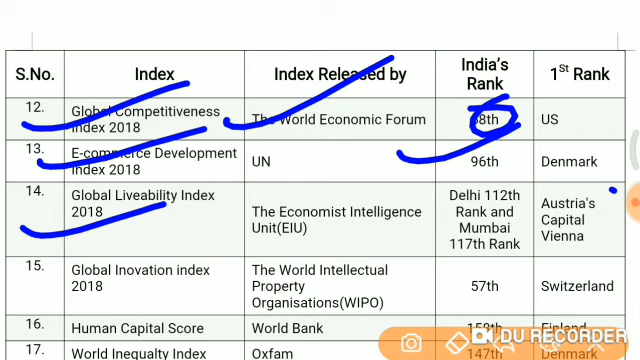 S.No. Index Index Released by India's Rank 1St Rank
12. Global Competitiveness Index 2018 The World Economic Forum 58th US
13. E-commerce Development Index 2018 UN 96th Denmark
14. Global Liveability Index 2018 The Economist Intelligence Unit(EIU) Delhi 112th Rank and Mumbai 117th Rank Austria's Capital Vienna
15. Global Inovation index 2018 The World Intellectual Property Organisations(WIPO) 57th Switzerland
16. Human Capital Score World Bank 158th Finland
17. World Inequalty Index Oxfam 147th Denmark
DU RECORDER